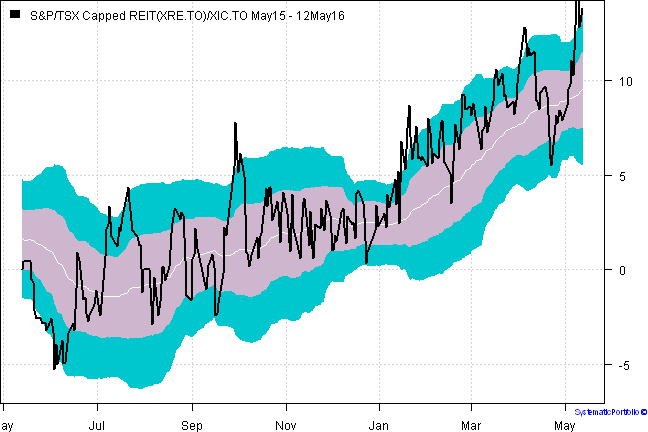 S&P/TSX Capped REIT(XRE.TO)/XIC.TO May15 - 12May16
10
5
0
-5
ay Jul Sep Nov Jan Mar May
SystematicPortfolio ©